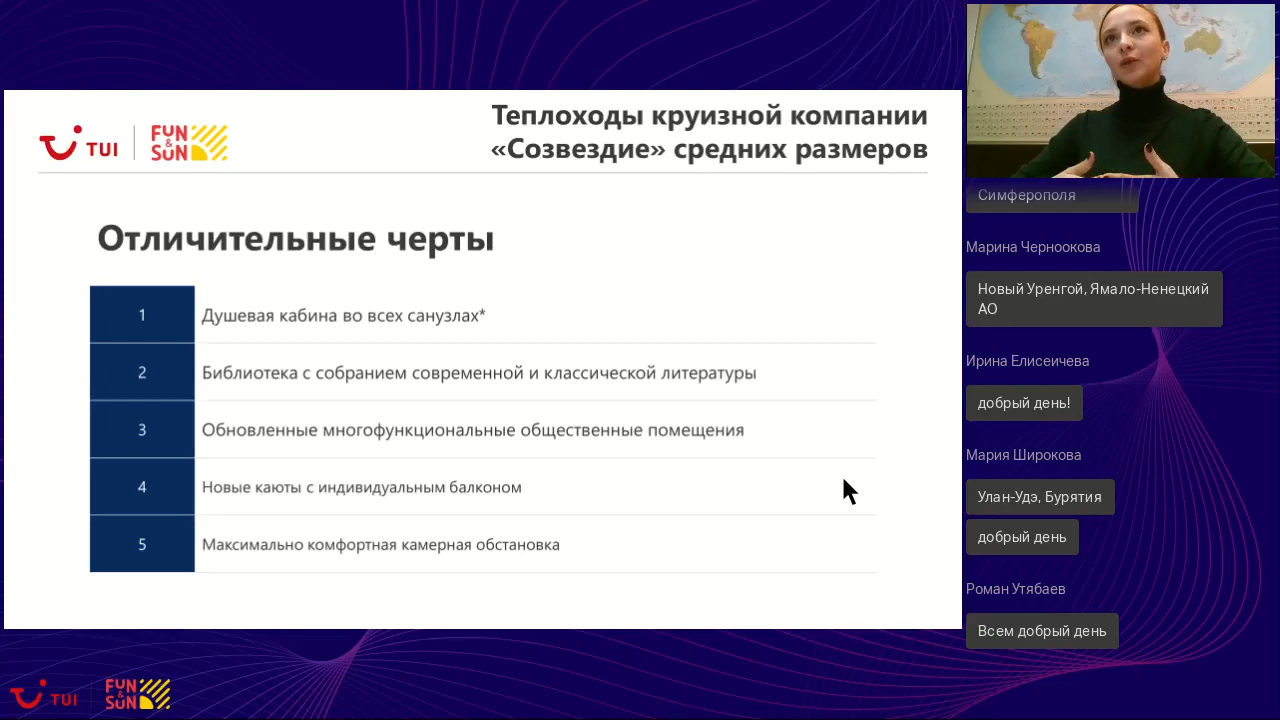 TUI
FUN
&
SUN
Теплоходы круизной компании
«Созвездие» средних размеров
Отличительные черты
1 Душевая кабина во всех санузлах*
2 Библиотека с собранием современной и классической литературы
3 Обновленные многофункциональные общественные помещения
4 Новые каюты с индивидуальным балконом
5 Максимально комфортная камерная обстановка
Симферополя
Марина Черноокова
Новый Уренгой, Ямало-Ненецкий
АО
Ирина Елисеичева
добрый день!
Мария Широкова
Улан-Удэ, Бурятия
добрый день
Роман Утябаев
Всем добрый день
TUI
FUN
&
SUN